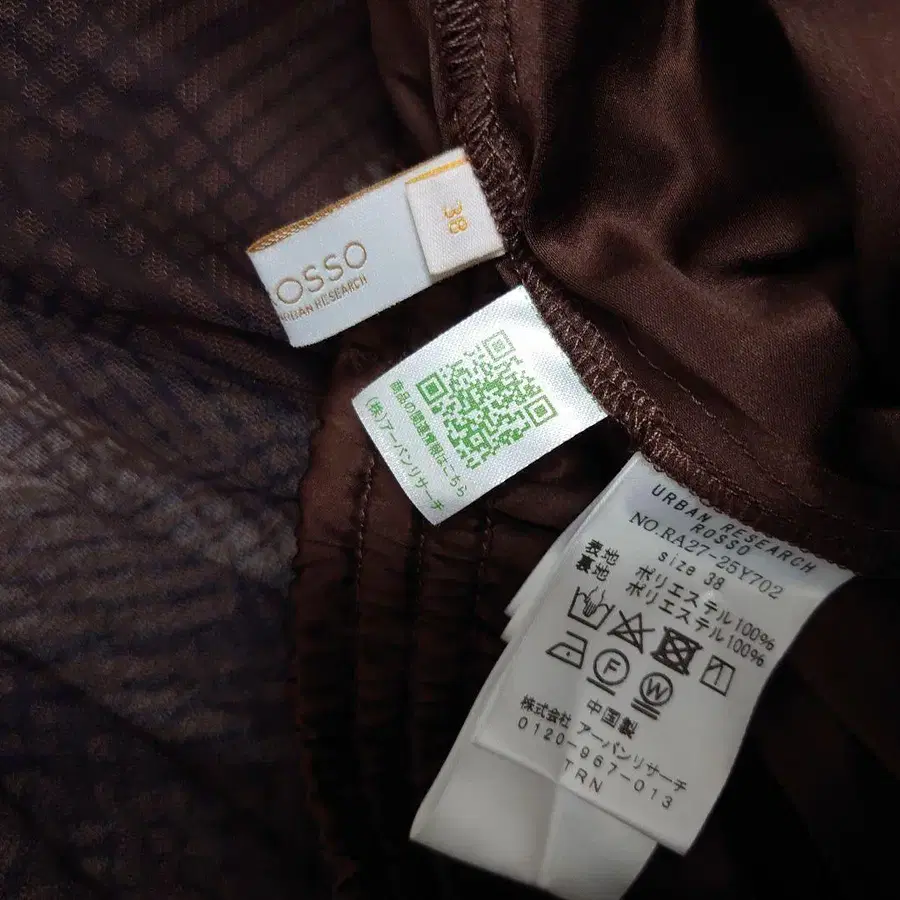 38
ROSSO
URBAN RESEARCH
商品の関連情報はこちら
(株)アーバンリサーチ
URBAN RESEARCH
ROSSO
NO.RA27-25Y702
size 38
表地 ポリエステル100%
裏地 ポリエステル100%
F W
中国製
株式会社 アーバンリサーチ
0120-967-013
TRN